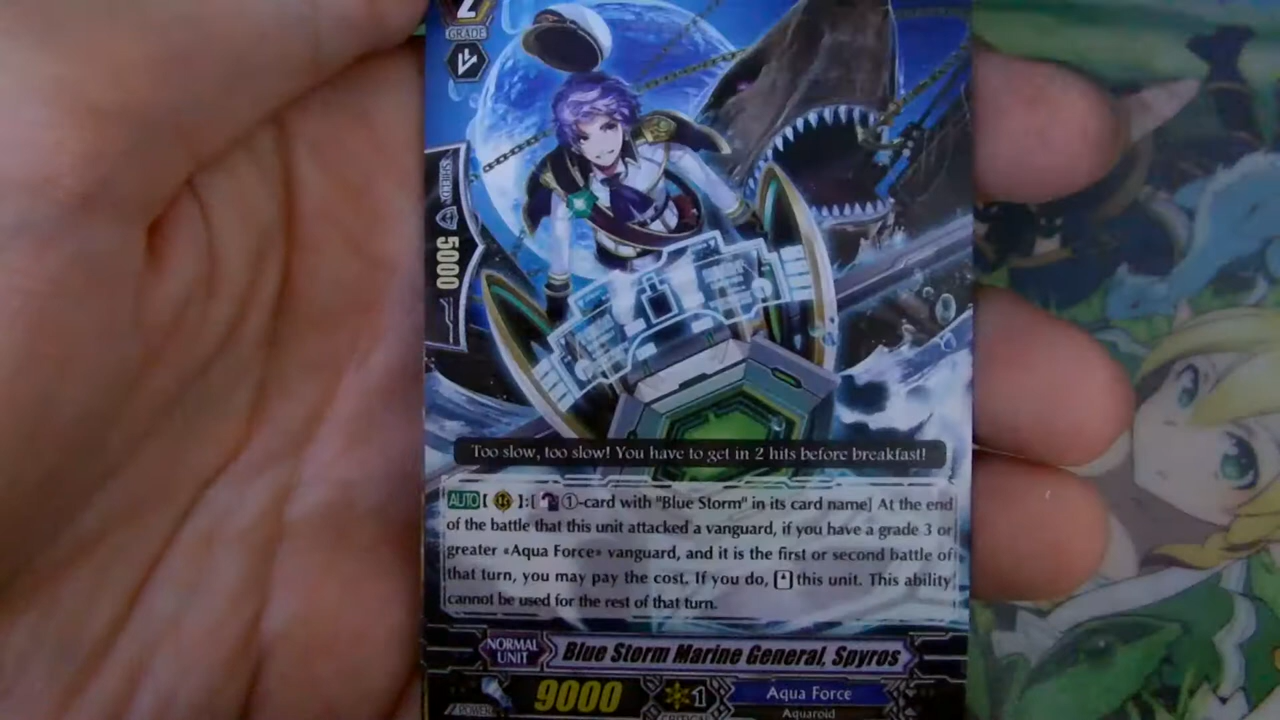 2
GRADE
SHIELD
5000
Too slow, too slow! You have to get in 2 hits before breakfast!
AUTO [ ]:[ ①-card with "Blue Storm" in its card name] At the end
of the battle that this unit attacked a vanguard, if you have a grade 3 or
greater «Aqua Force» vanguard, and it is the first or second battle of
that turn, you may pay the cost. If you do, this unit. This ability
cannot be used for the rest of that turn.
NORMAL
UNIT
Blue Storm Marine General, Spyros
POWER
9000
1
CRITICAL
Aqua Force
Aquaroid